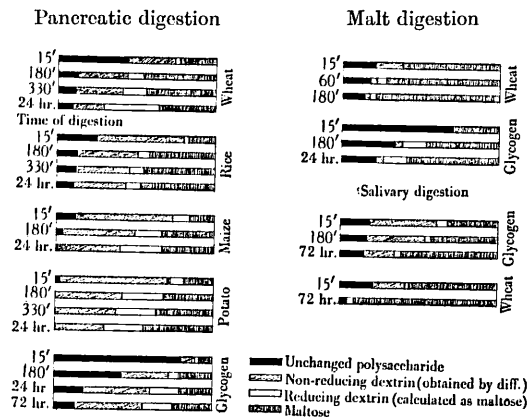 Pancreatic digestion
15′
180′
330′
24 hr.
Wheat
Time of digestion
15′
180′
330′
24 hr.
Rice
15′
180′
24 hr.
Maize
15′
180′
330′
24 hr.
Potato
15′
180′
24 hr
72 hr.
Glycogen
Malt digestion
15′
60′
180′
Wheat
15′
180′
24 hr.
Glycogen
Salivary digestion
15′
180′
72 hr.
Glycogen
15′
72 hr.
Wheat
Unchanged polysaccharide
Non-reducing dextrin (obtained by diff.)
Reducing dextrin (calculated as maltose)
Maltose